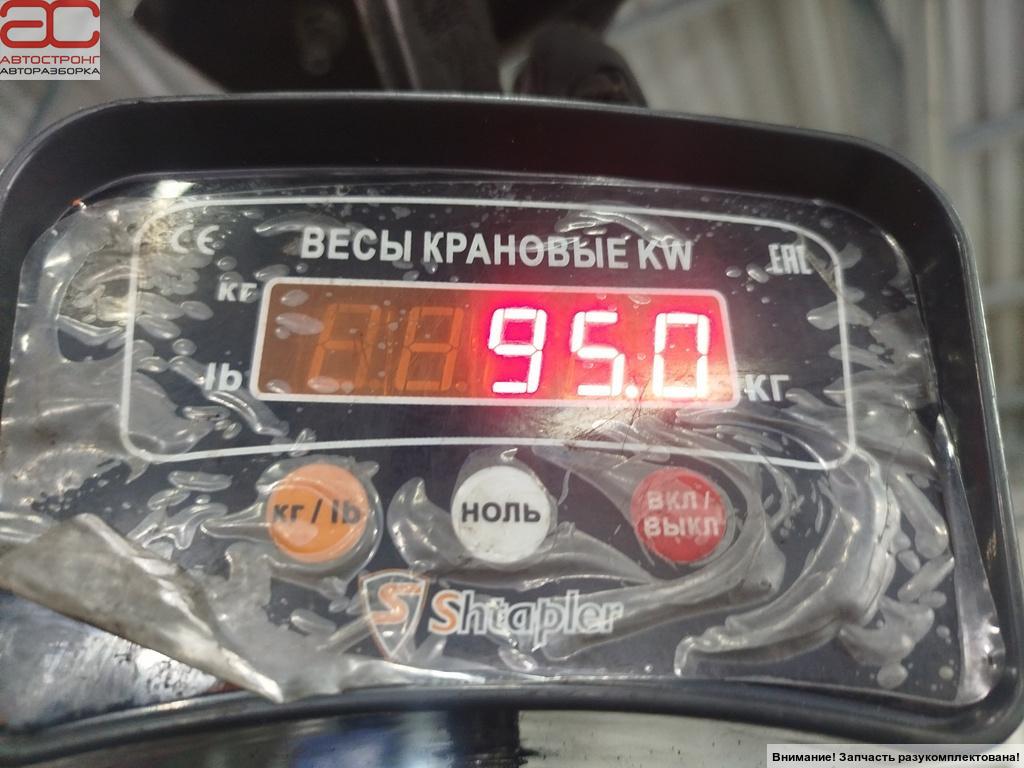 ас
АВТОСТРОНГ
АВТОРАЗБОРКА
CE
ВЕСЫ КРАНОВЫЕ KW
EAC
кг
lb
95.0
КГ
кг / lb
НОЛЬ
ВКЛ /
ВЫКЛ
S Shtapler
Внимание! Запчасть разукомплектована!